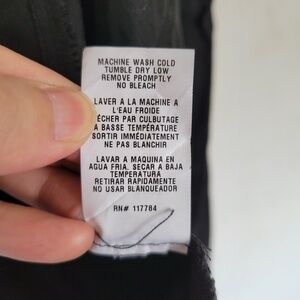 MACHINE WASH COLD
TUMBLE DRY LOW
REMOVE PROMPTLY
NO BLEACH
LAVER A LA MACHINE A
L'EAU FROIDE
ÉCHER PAR CULBUTAGE
A BASSE TEMPÉRATURE
SORTIR IMMÉDIATEMENT
NE PAS BLANCHIR
LAVAR A MAQUINA EN
AGUA FRIA, SECAR A BAJA
TEMPERATURA
RETIRAR RAPIDAMENTE
NO USAR BLANQUEADOR
RN# 117784